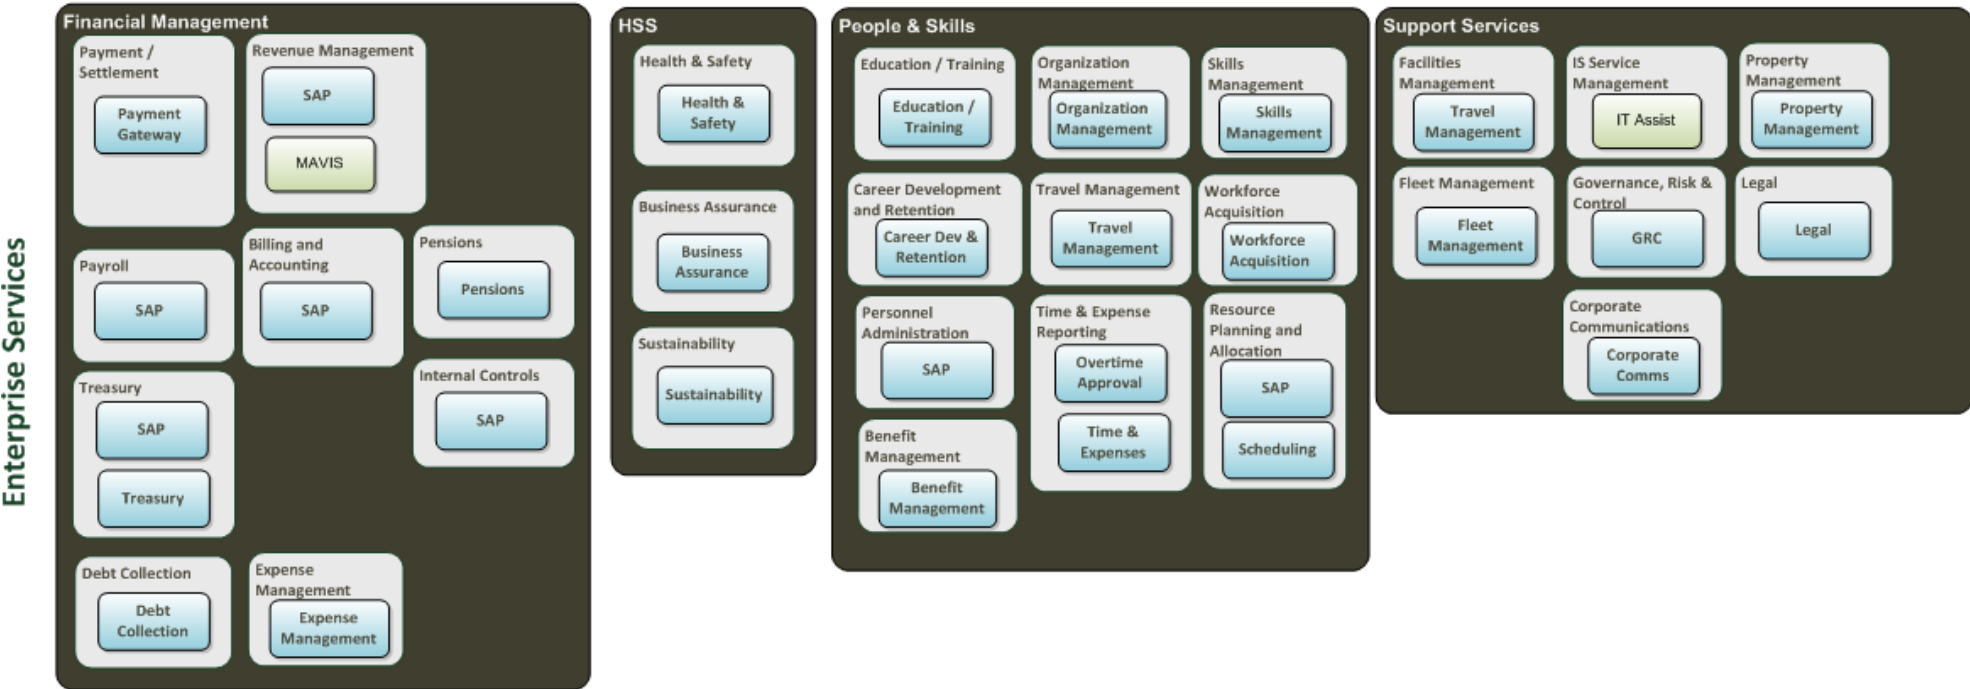 Enterprise Services
Financial Management
Payment /
Settlement
Payment
Gateway
Revenue Management
SAP
MAVIS
Payroll
SAP
Billing and
Accounting
SAP
Pensions
Pensions
Treasury
SAP
Treasury
Internal Controls
SAP
Debt Collection
Debt
Collection
Expense
Management
Expense
Management
HSS
Health & Safety
Health &
Safety
Business Assurance
Business
Assurance
Sustainability
Sustainability
People & Skills
Education / Training
Education /
Training
Organization
Management
Organization
Management
Skills
Management
Skills
Management
Career Development
and Retention
Career Dev &
Retention
Travel Management
Travel
Management
Workforce
Acquisition
Workforce
Acquisition
Personnel
Administration
SAP
Time & Expense
Reporting
Overtime
Approval
Time &
Expenses
Resource
Planning and
Allocation
SAP
Scheduling
Benefit
Management
Benefit
Management
Support Services
Facilities
Management
Travel
Management
IS Service
Management
IT Assist
Property
Management
Property
Management
Fleet Management
Fleet
Management
Governance, Risk &
Control
GRC
Legal
Legal
Corporate
Communications
Corporate
Comms